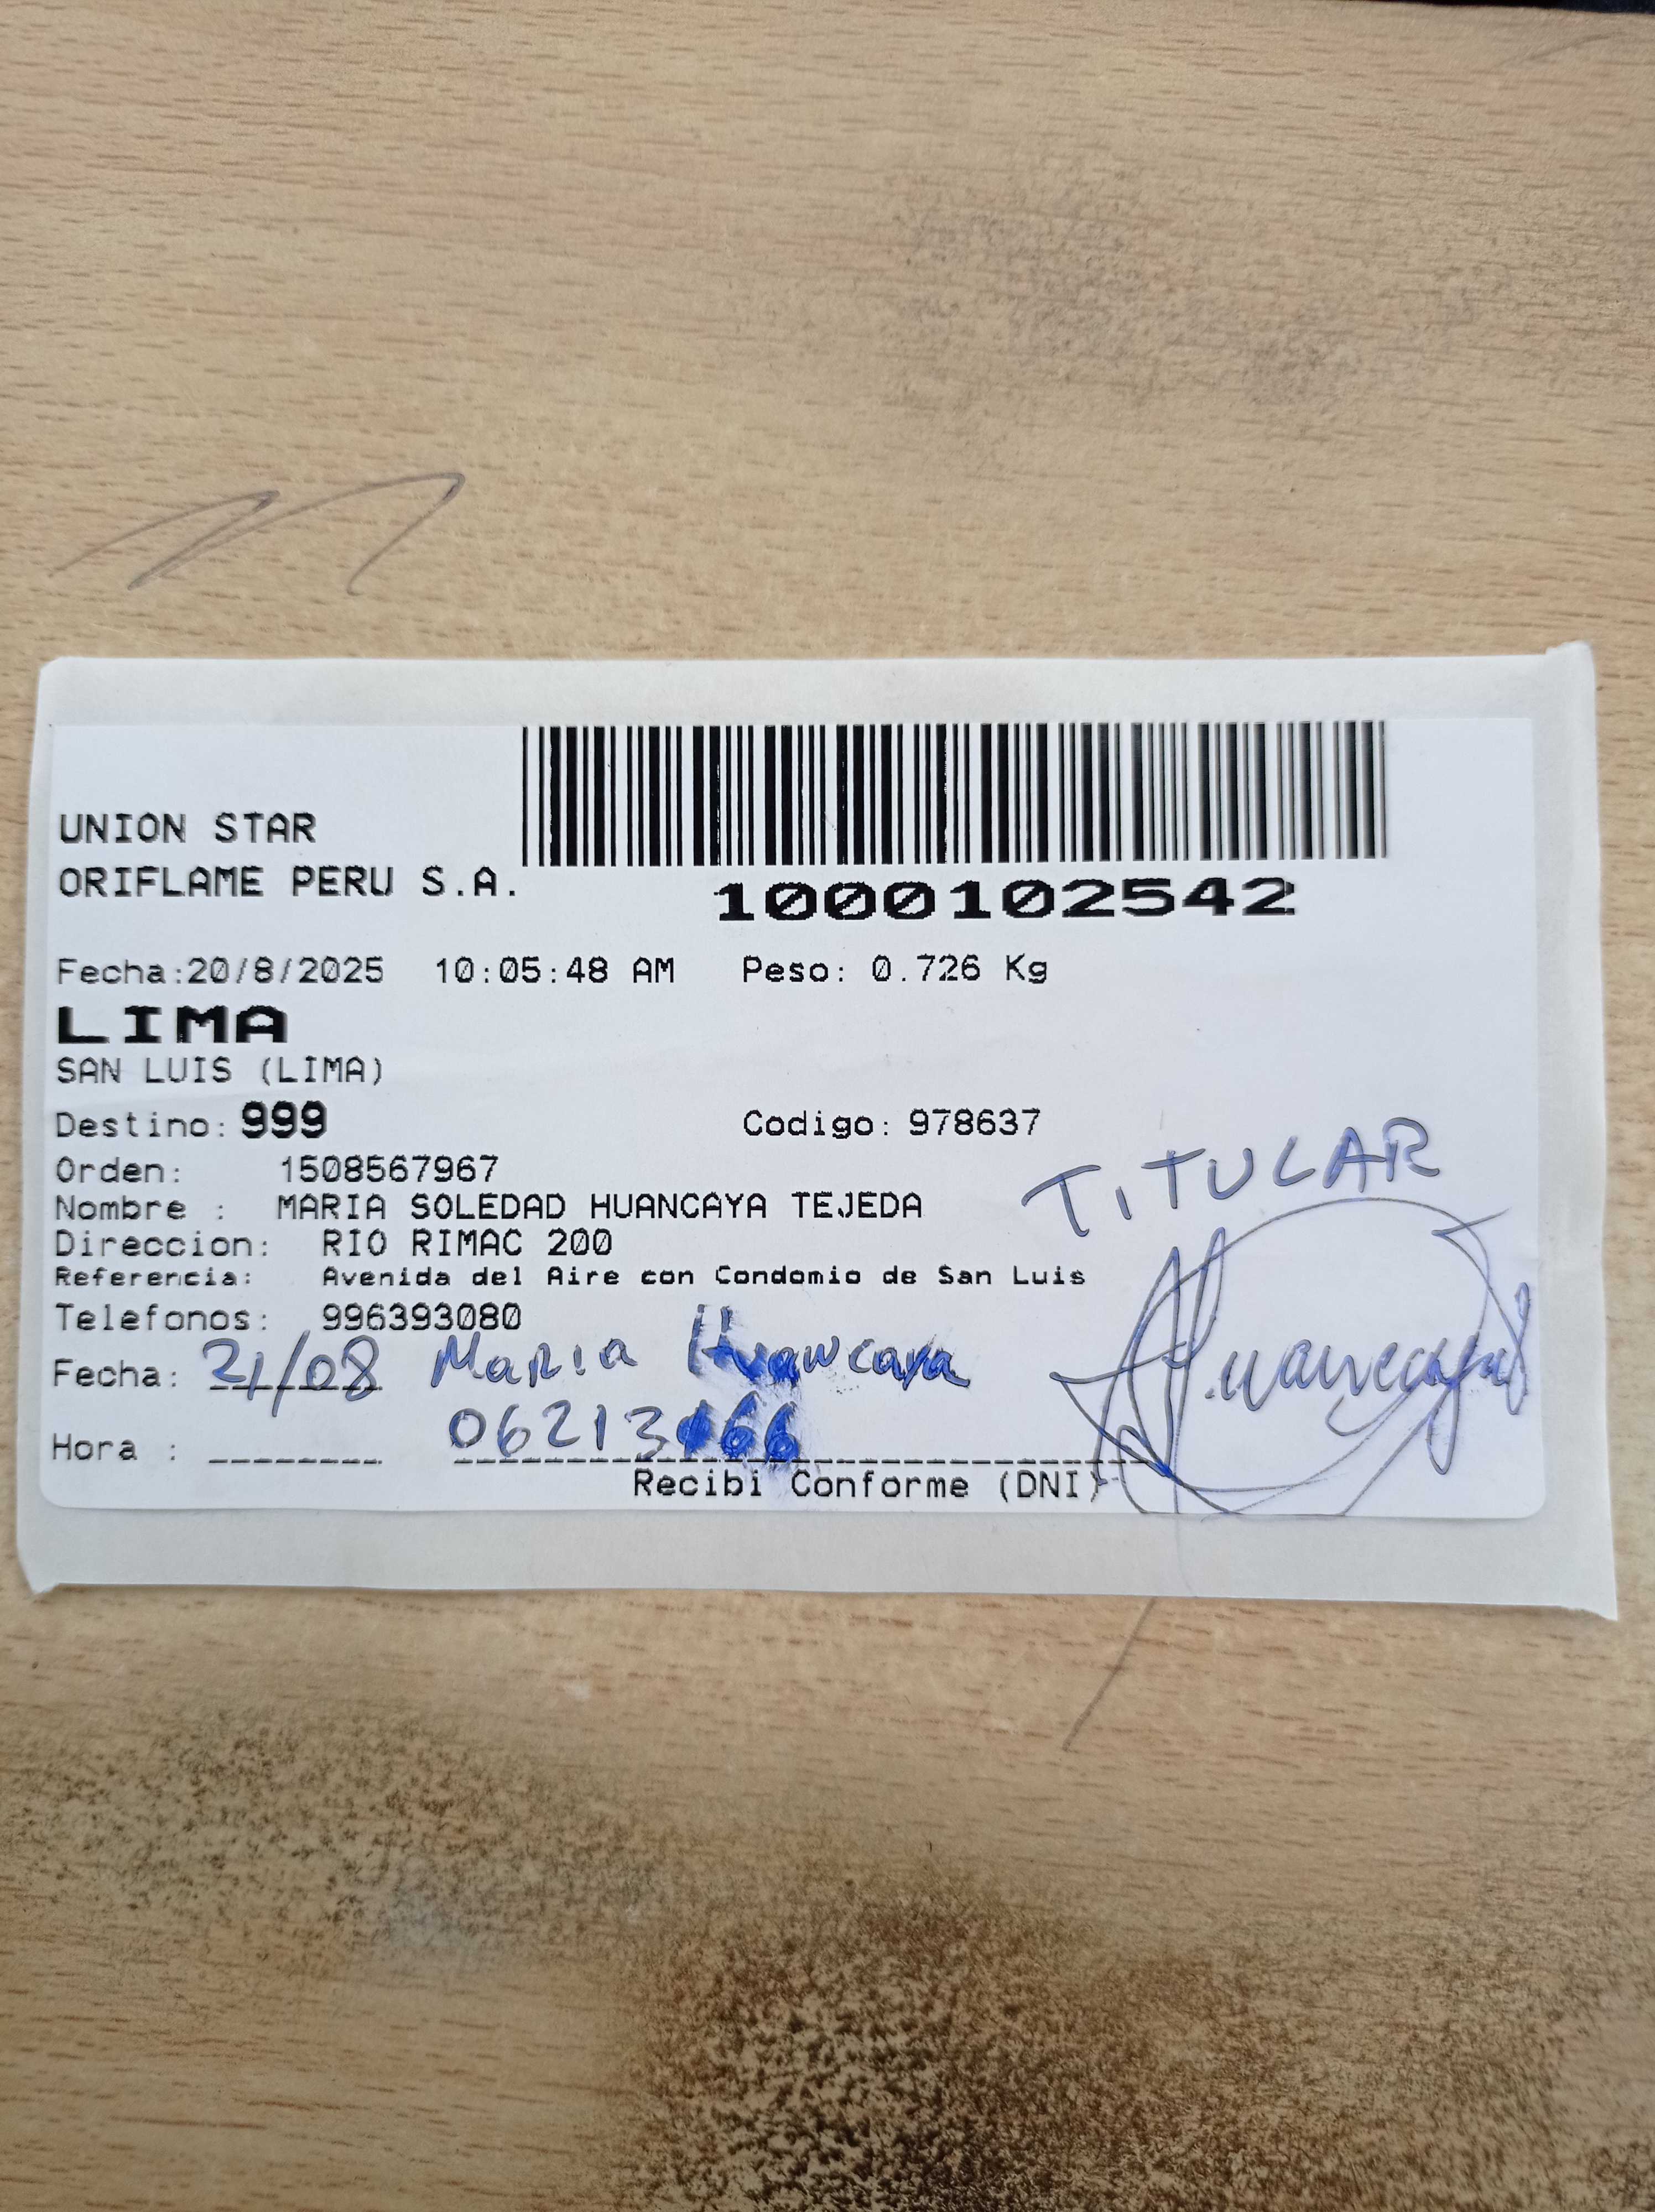 UNION STAR
ORIFLAME PERU S.A.
1000102542
Fecha:20/8/2025 10:05:48 AM Peso: 0.726 Kg
LIMA
SAN LUIS (LIMA)
Destino: 999 Codigo: 978637
Orden: 1508567967
TITULAR
Nombre : MARIA SOLEDAD HUANCAYA TEJEDA
Direccion: RIO RIMAC 200
Referencia: Avenida del Aire con Condomio de San Luis
Telefonos: 996393080
Fecha: 21/08 Maria Huancaya
Hora :
Recibi Conforme (DNI)